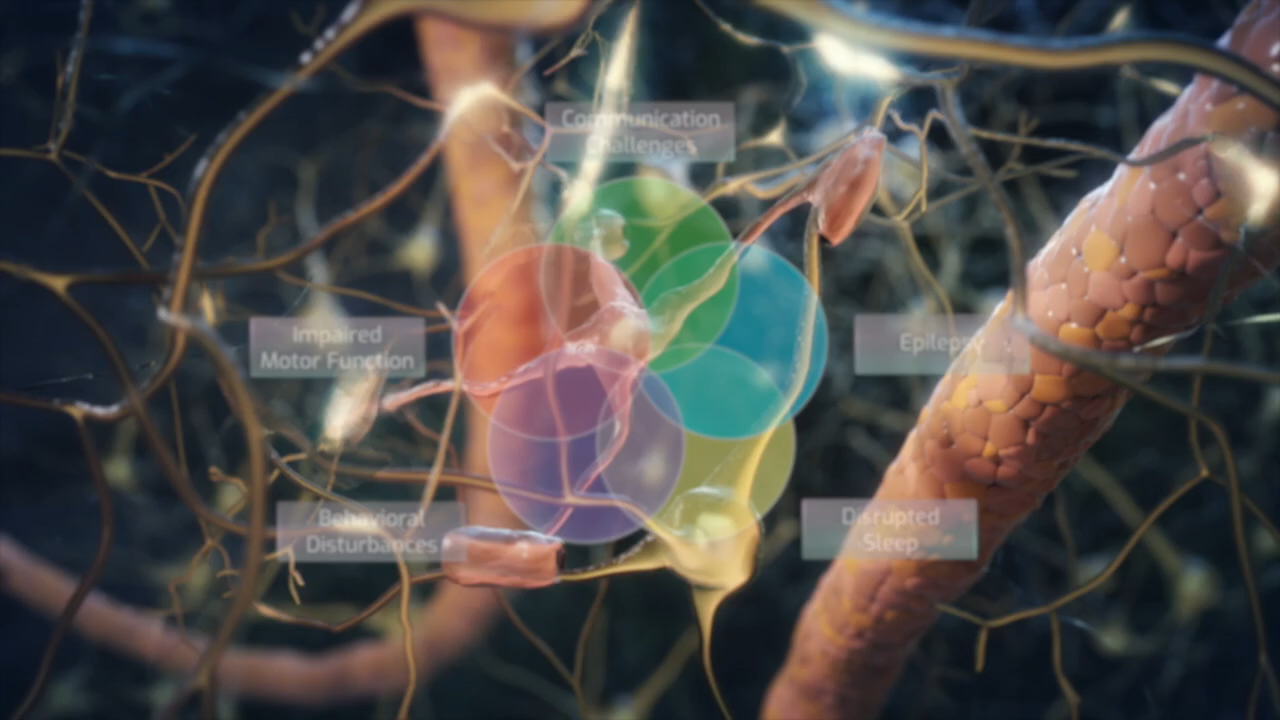 Communication
Challenges
Impaired
Motor Function
Epilepsy
Behavioral
Disturbances
Disrupted
Sleep